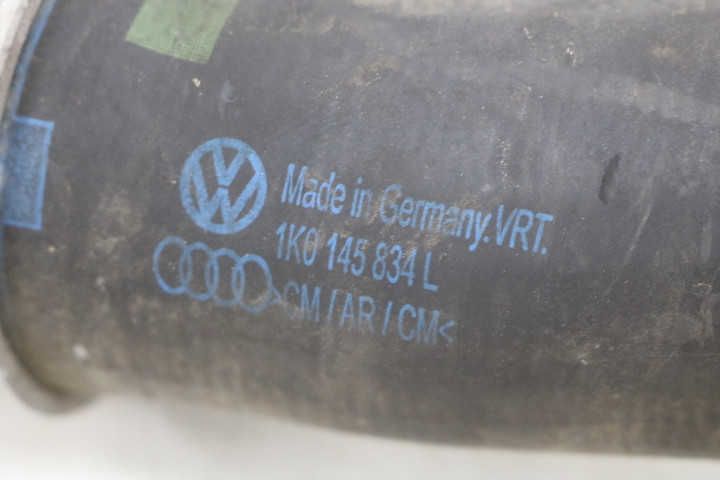 VW
Made in Germany.VRT.
1K0 145 834 L
>CM/AR/CM<